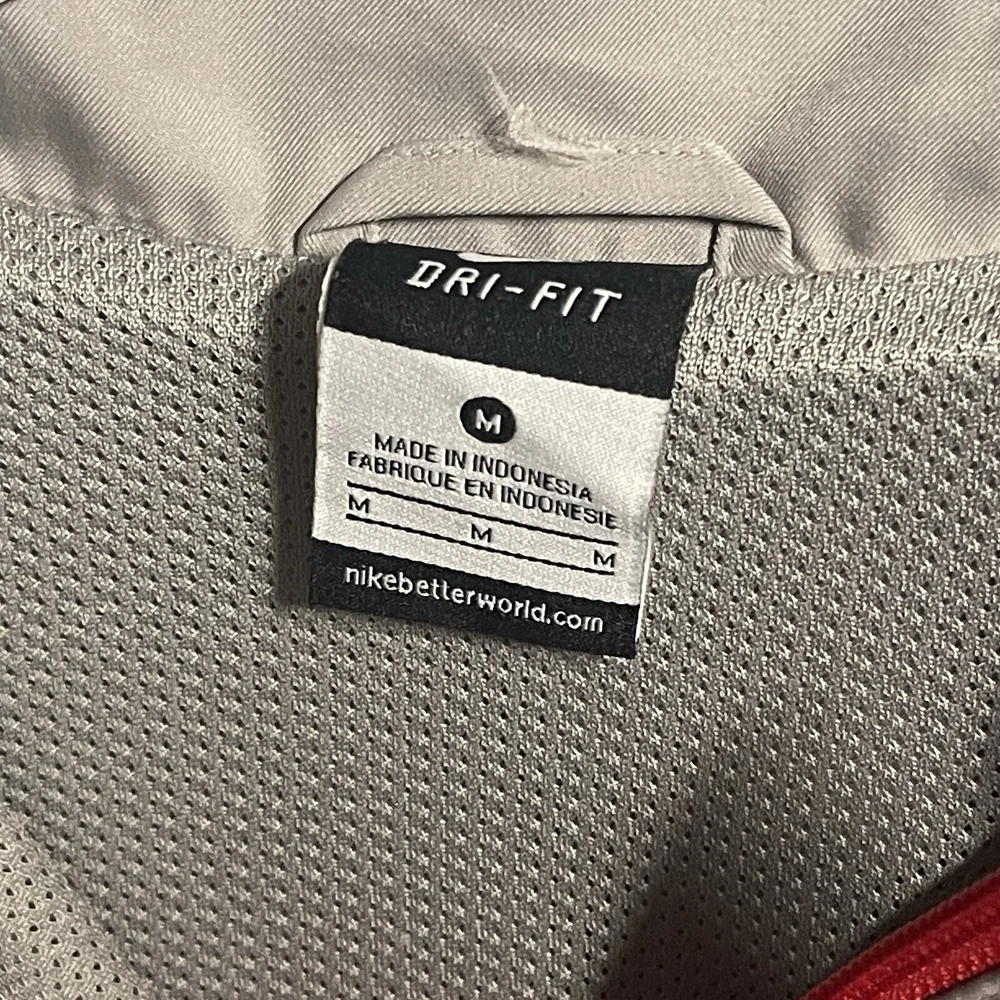 DRI-FIT
M
MADE IN INDONESIA
FABRIQUE EN INDONESIE
M M M
nikebetterworld.com